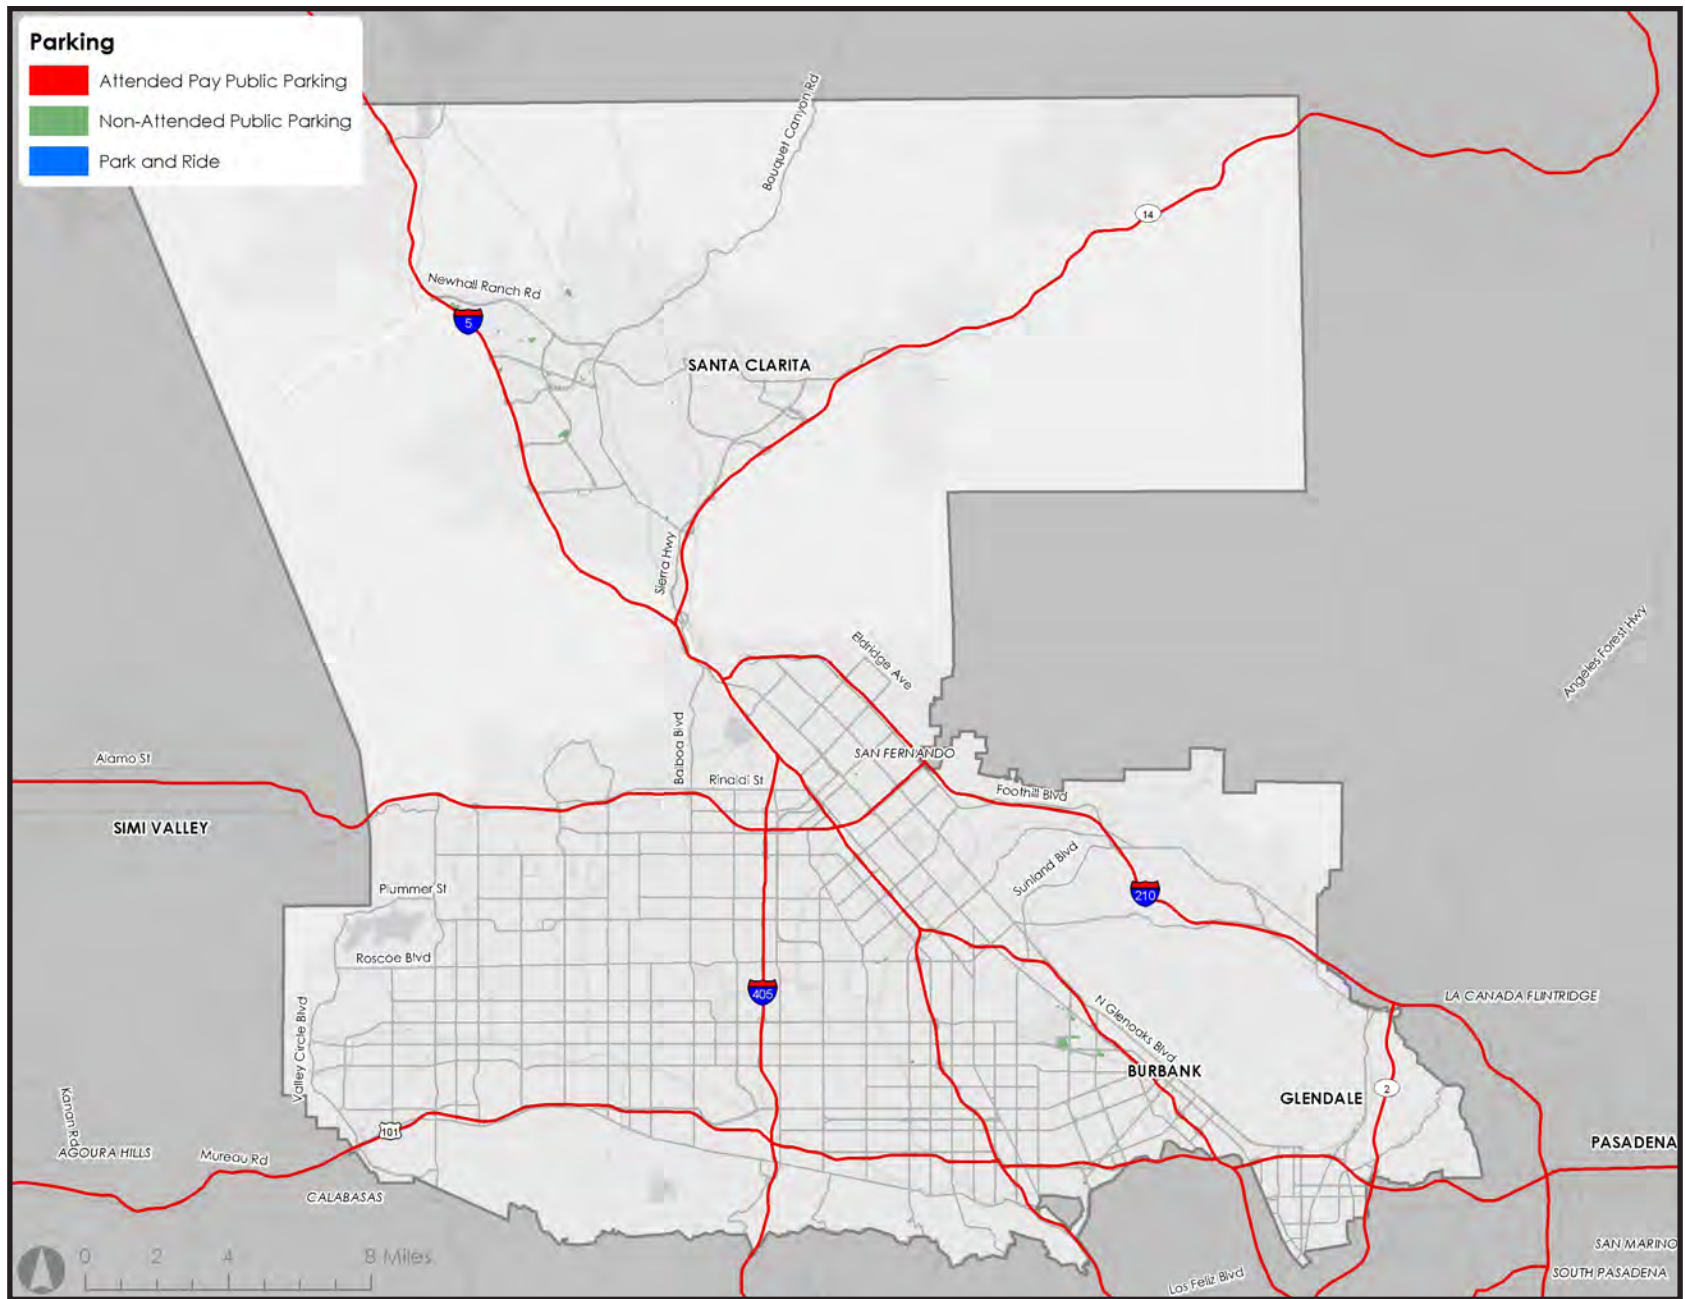 Parking
Attended Pay Public Parking
Non-Attended Public Parking
Park and Ride
Bouquet Canyon Rd
14
Newhall Ranch Rd
5
SANTA CLARITA
Sierra Hwy
Angeles Forest Hwy
Eldridge Ave
Balboa Blvd
SAN FERNANDO
Alamo St
Rinaldi St
Foothill Blvd
SIMI VALLEY
Sunland Blvd
Plummer St
210
Roscoe Blvd
405
LA CANADA FLINTRIDGE
N Glenoaks Blvd
Valley Circle Blvd
BURBANK
2
GLENDALE
Kanan Rd
101
PASADENA
AGOURA HILLS
Mureau Rd
CALABASAS
SAN MARINO
0 2 4 8 Miles
SOUTH PASADENA
Los Feliz Blvd